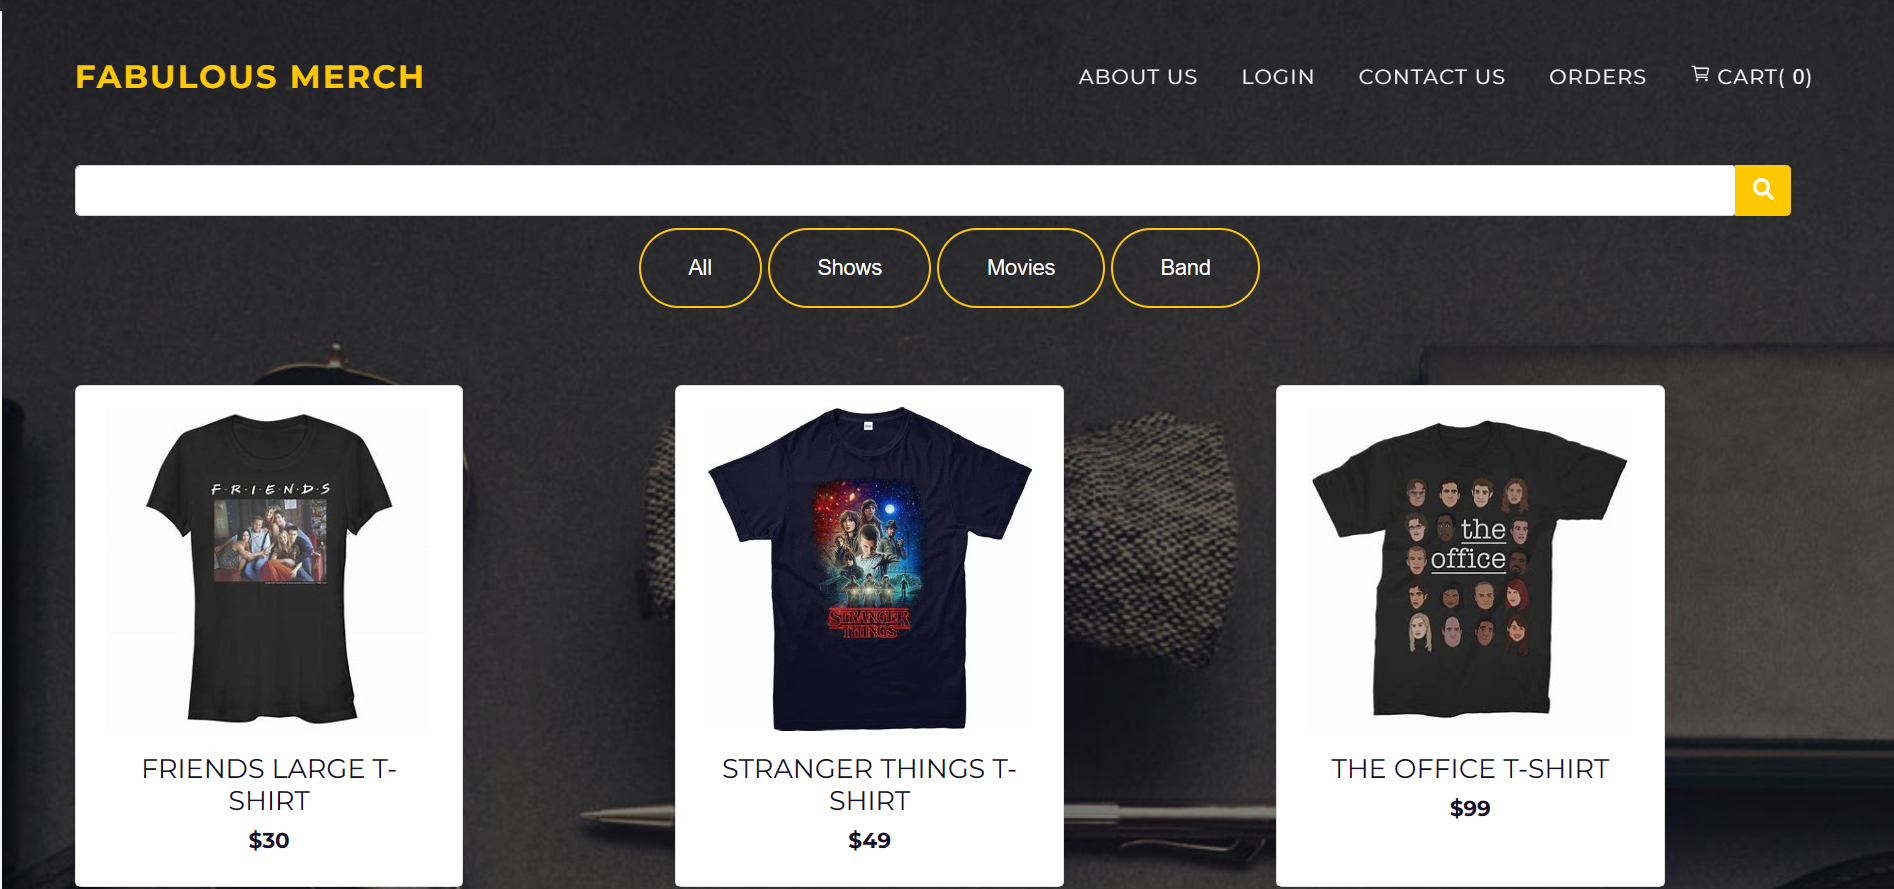 FABULOUS MERCH
ABOUT US
LOGIN
CONTACT US
ORDERS
CART( 0)
All
Shows
Movies
Band
F·R·I·E·N·D·S
STRANGER
THINGS
the
office
FRIENDS LARGE T-
SHIRT
$30
STRANGER THINGS T-
SHIRT
$49
THE OFFICE T-SHIRT
$99